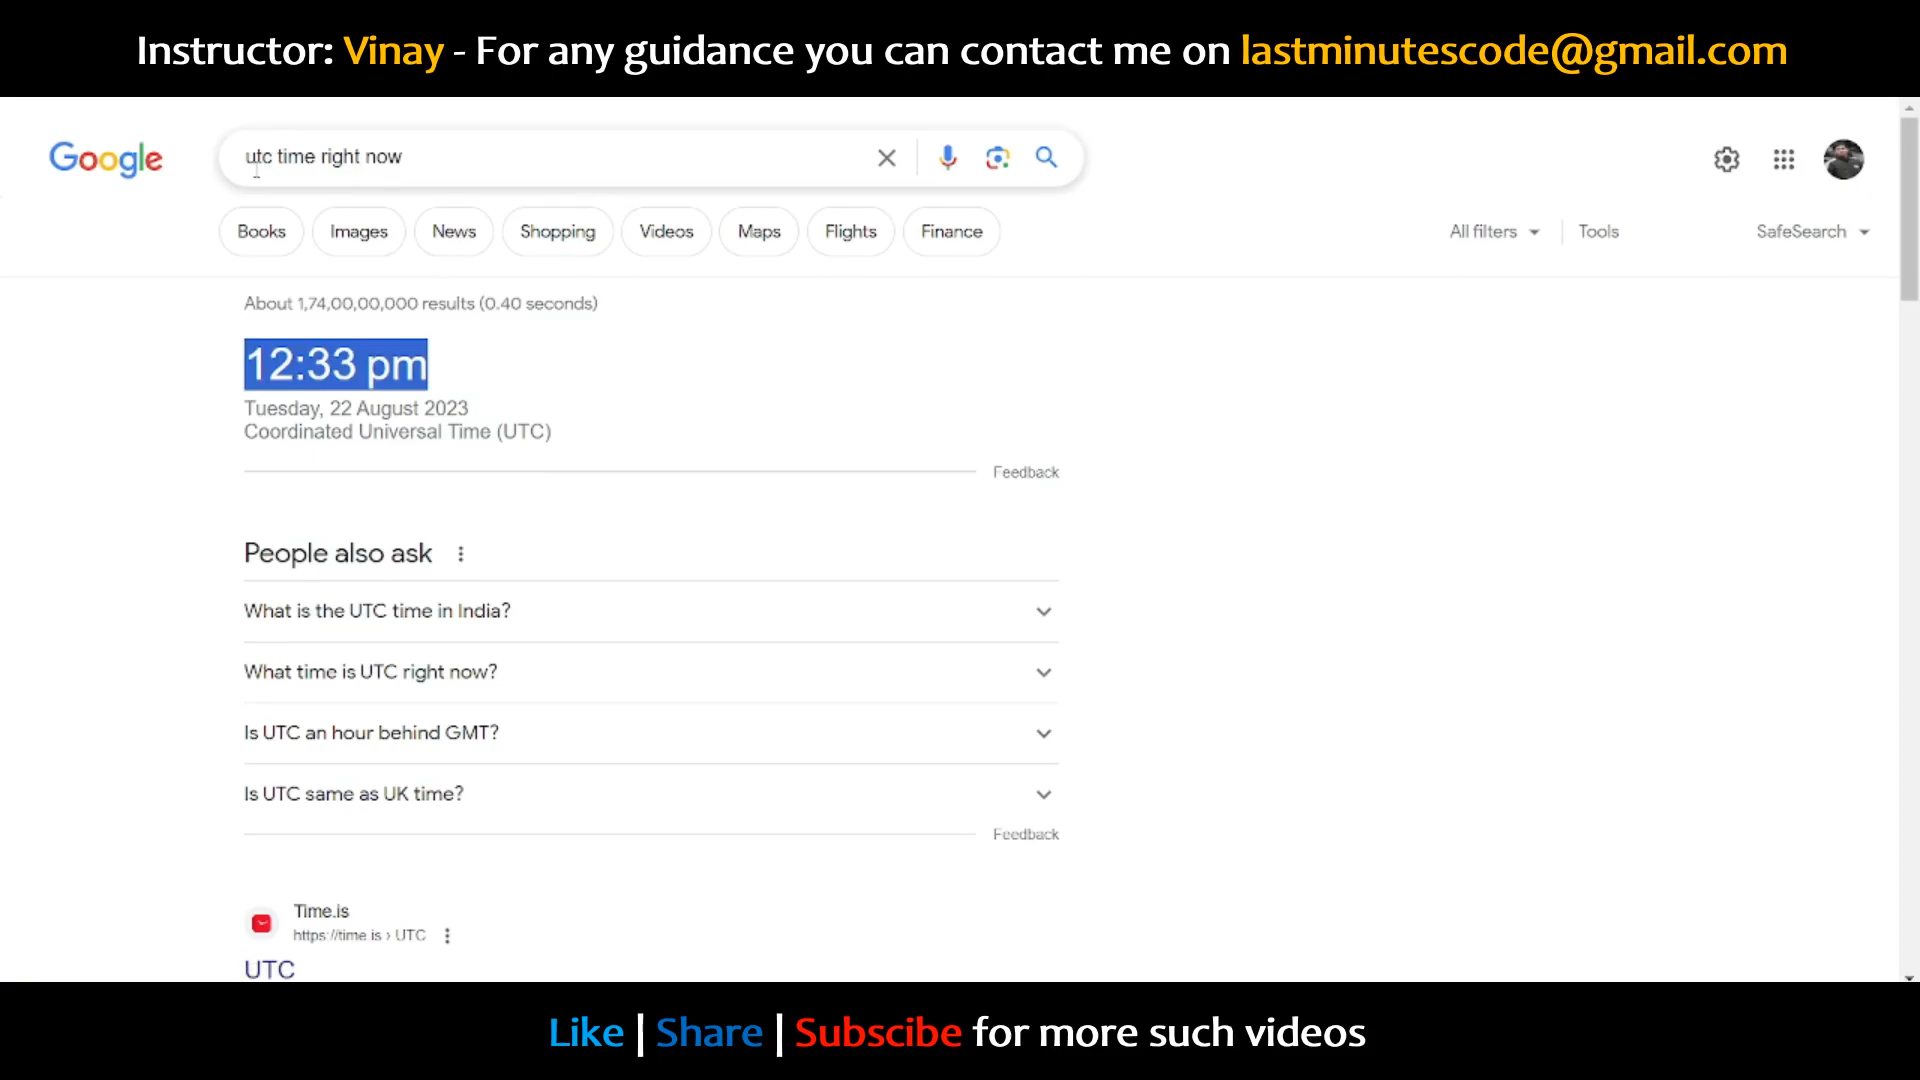 Instructor: Vinay - For any guidance you can contact me on lastminutescode@gmail.com
Google
utc time right now
Books
Images
News
Shopping
Videos
Maps
Flights
Finance
All filters
Tools
SafeSearch
About 1,74,00,00,000 results (0.40 seconds)
12:33 pm
Tuesday, 22 August 2023
Coordinated Universal Time (UTC)
Feedback
People also ask
What is the UTC time in India?
What time is UTC right now?
Is UTC an hour behind GMT?
Is UTC same as UK time?
Feedback
Time.is
https://time.is › UTC
UTC
Like | Share | Subscibe for more such videos